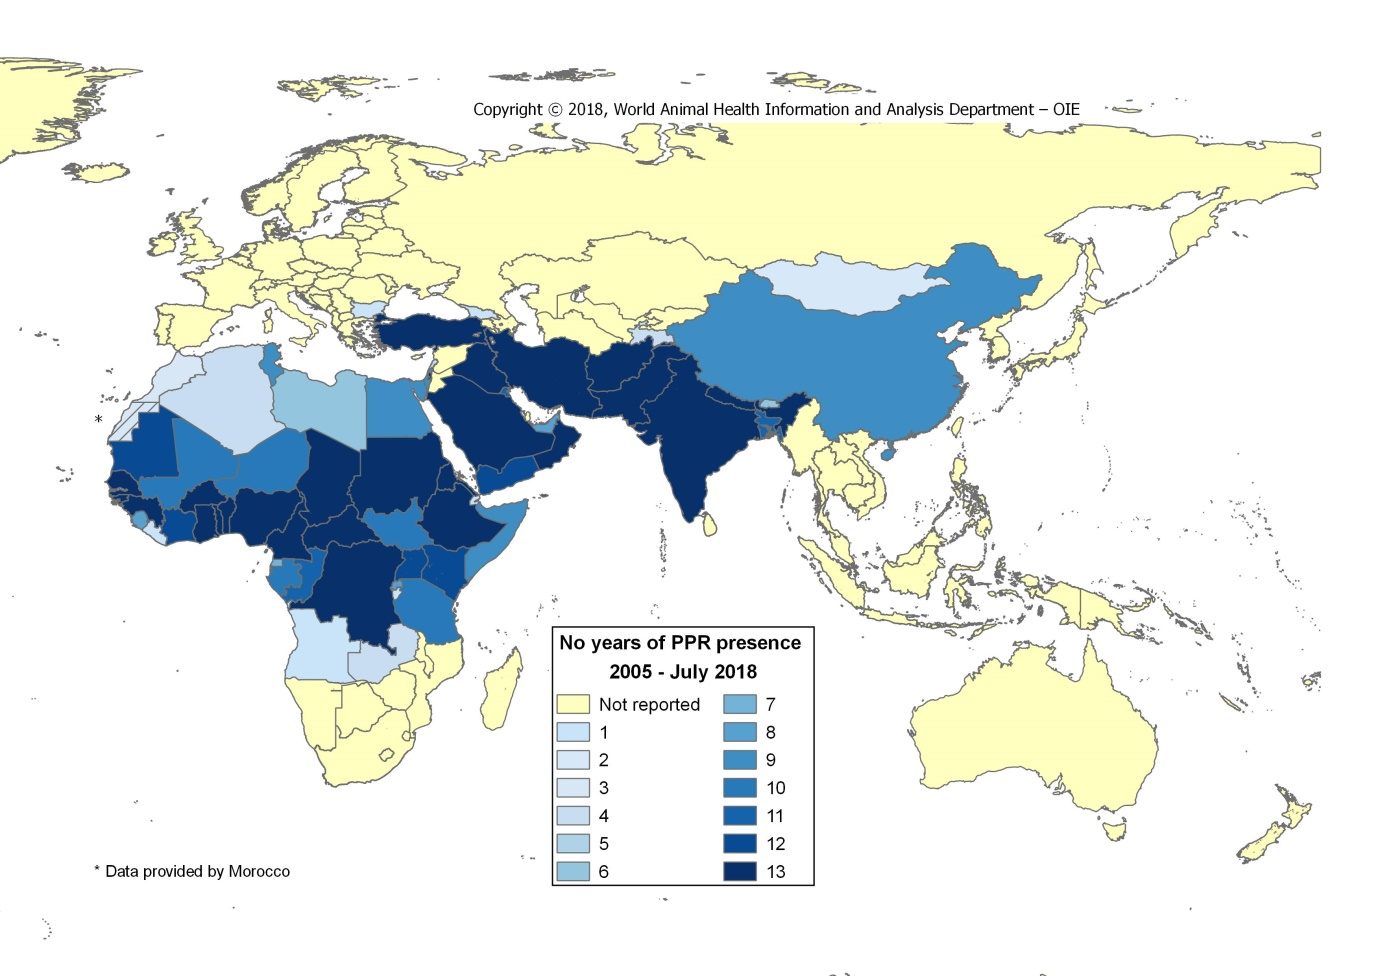 Copyright © 2018, World Animal Health Information and Analysis Department – OIE
*
No years of PPR presence
2005 - July 2018
Not reported
1
2
3
4
5
6
7
8
9
10
11
12
13
* Data provided by Morocco